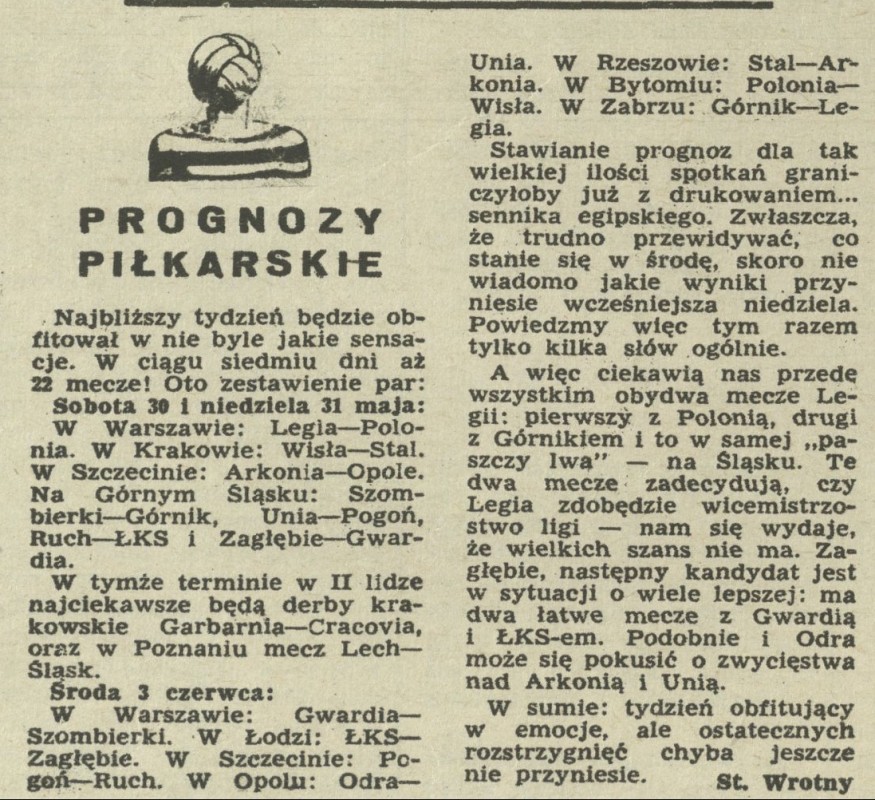 PROGNOZY
PIŁKARSKIE
Najbliższy tydzień będzie ob-
fitował w nie byle jakie sensa-
cje. W ciągu siedmiu dni aż
22 mecze! Oto zestawienie par:
Sobota 30 i niedziela 31 maja:
W Warszawie: Legia—Polo-
nia. W Krakowie: Wisła—Stal.
W Szczecinie: Arkonia—Opole.
Na Górnym Śląsku: Szom-
bierki—Górnik, Unia—Pogoń,
Ruch—ŁKS i Zagłębie—Gwar-
dia.
W tymże terminie w II lidze
najciekawsze będą derby kra-
kowskie Garbarnia—Cracovia,
oraz w Poznaniu mecz Lech—
Śląsk.
Środa 3 czerwca:
W Warszawie: Gwardia—
Szombierki. W Łodzi: ŁKS—
Zagłębie. W Szczecinie: Po-
goń—Ruch. W Opolu: Odra—
Unia. W Rzeszowie: Stal—Ar-
konia. W Bytomiu: Polonia—
Wisła. W Zabrzu: Górnik—Le-
gia.
Stawianie prognoz dla tak
wielkiej ilości spotkań grani-
czyłoby już z drukowaniem...
sennika egipskiego. Zwłaszcza,
że trudno przewidywać, co
stanie się w środę, skoro nie
wiadomo jakie wyniki przy-
niesie wcześniejsza niedziela.
Powiedzmy więc tym razem
tylko kilka słów ogólnie.
A więc ciekawią nas przede
wszystkim obydwa mecze Le-
gii: pierwszy z Polonią, drugi
z Górnikiem i to w samej „pa-
szczy lwa” — na Śląsku. Te
dwa mecze zadecydują, czy
Legia zdobędzie wicemistrzo-
stwo ligi — nam się wydaje,
że wielkich szans nie ma. Za-
głębie, następny kandydat jest
w sytuacji o wiele lepszej: ma
dwa łatwe mecze z Gwardią
i ŁKS-em. Podobnie i Odra
może się pokusić o zwycięstwa
nad Arkonią i Unią.
W sumie: tydzień obfitujący
w emocje, ale ostatecznych
rozstrzygnięć chyba jeszcze
nie przyniesie.
St. Wrotny